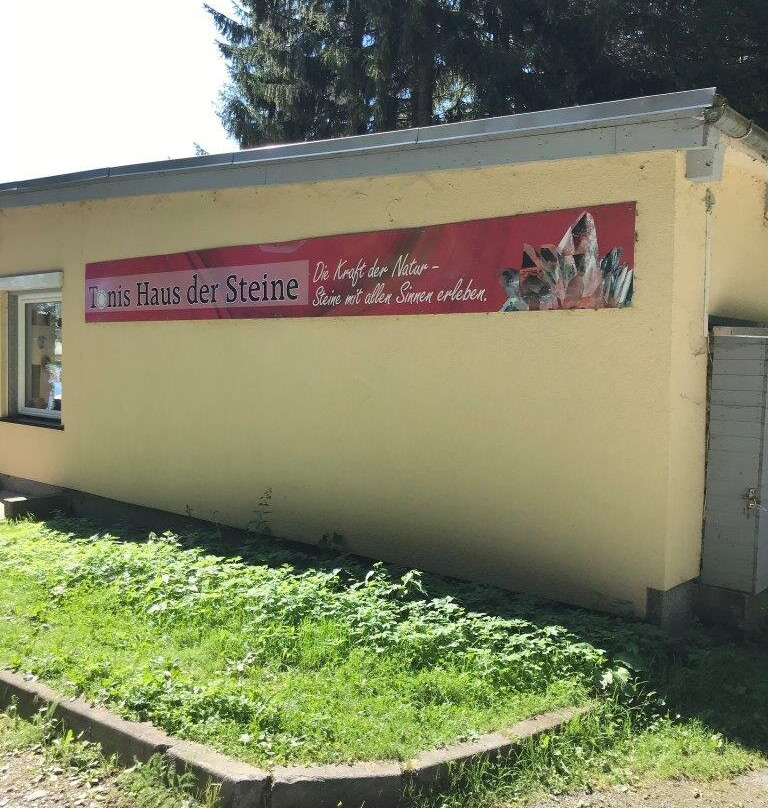 Tonis Haus der Steine
Die Kraft der Natur –
Steine mit allen Sinnen erleben.